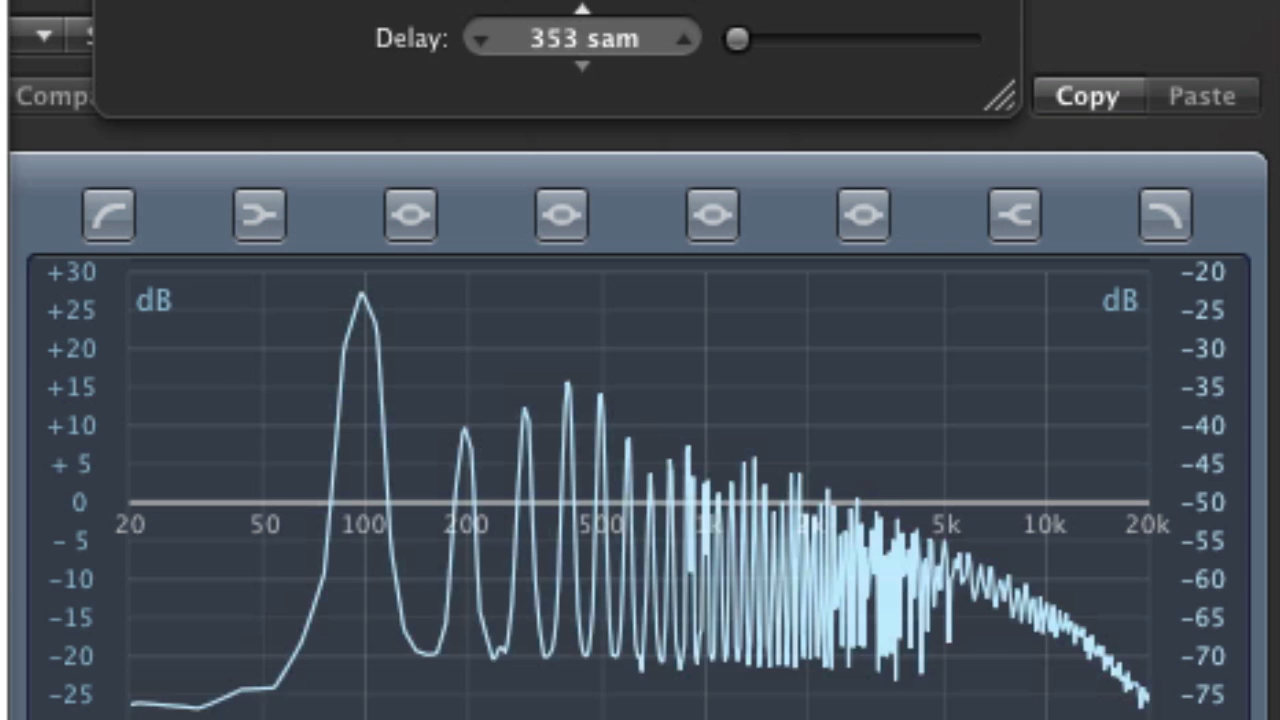 Delay: 353 sam
Comp Copy Paste
+30 -20
dB dB
+25 -25
+20 -30
+15 -35
+10 -40
+ 5 -45
0 -50
20 50 100 200 500 1k 2k 5k 10k 20k
- 5 -55
-10 -60
-15 -65
-20 -70
-25 -75